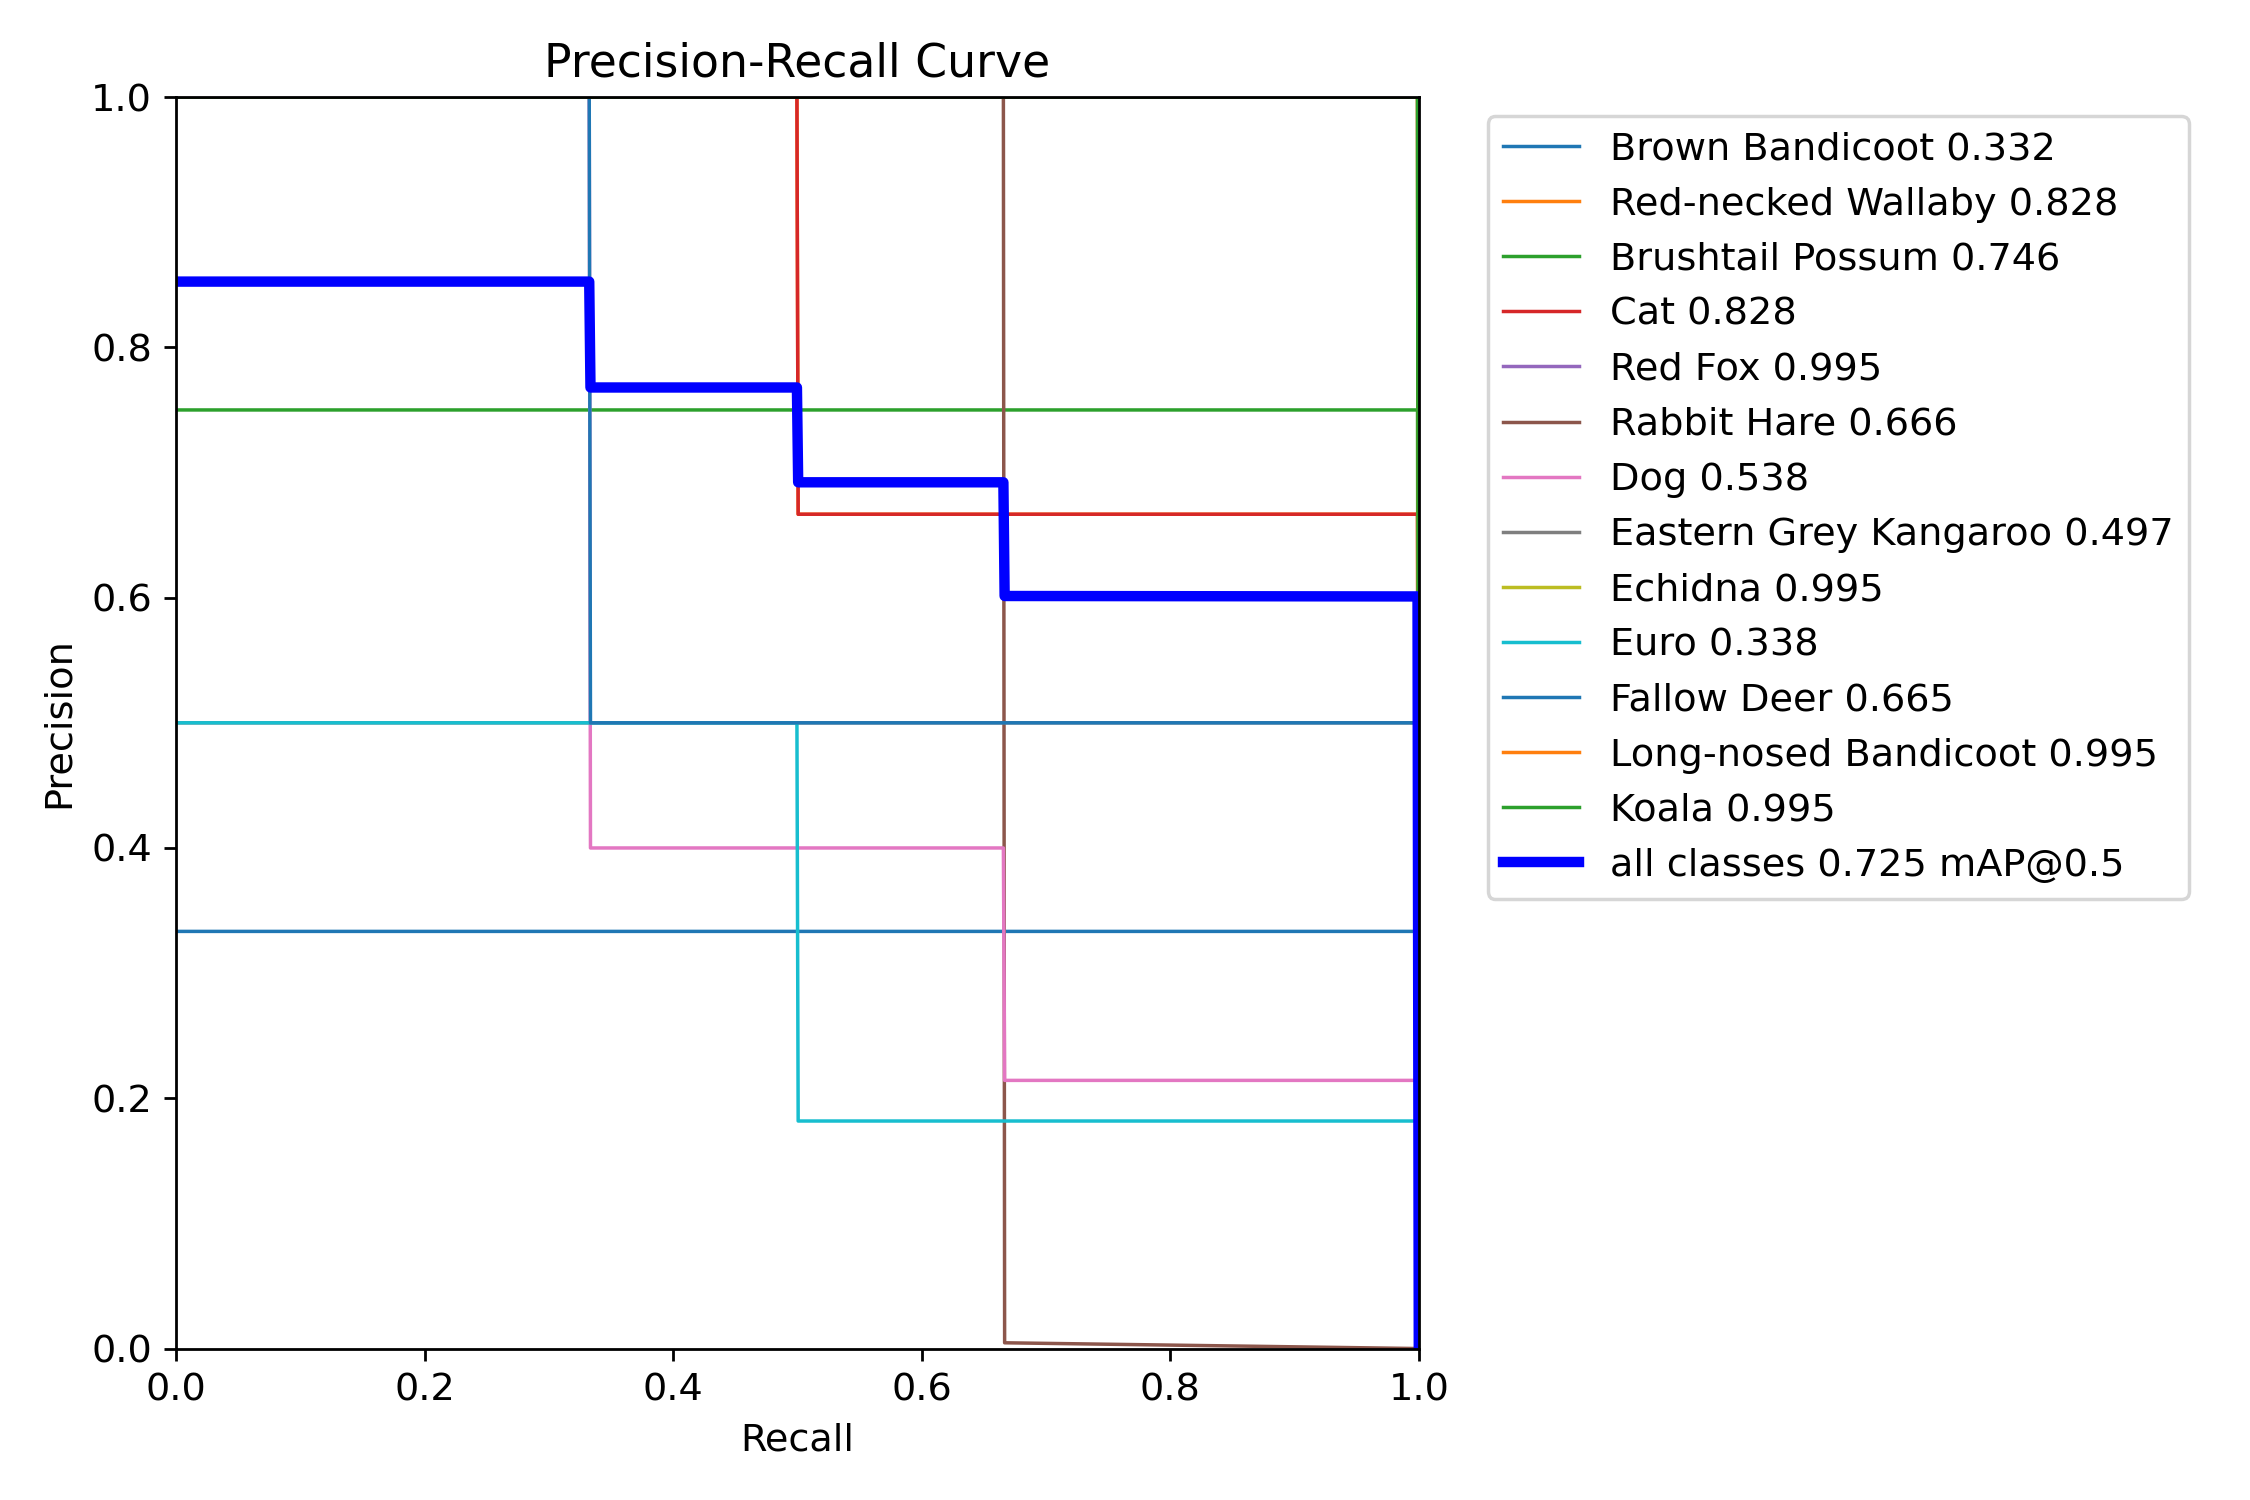 Precision-Recall Curve
1.0
0.8
0.6
0.4
0.2
0.0
Precision
0.0 0.2 0.4 0.6 0.8 1.0
Recall
Brown Bandicoot 0.332
Red-necked Wallaby 0.828
Brushtail Possum 0.746
Cat 0.828
Red Fox 0.995
Rabbit Hare 0.666
Dog 0.538
Eastern Grey Kangaroo 0.497
Echidna 0.995
Euro 0.338
Fallow Deer 0.665
Long-nosed Bandicoot 0.995
Koala 0.995
all classes 0.725 mAP@0.5